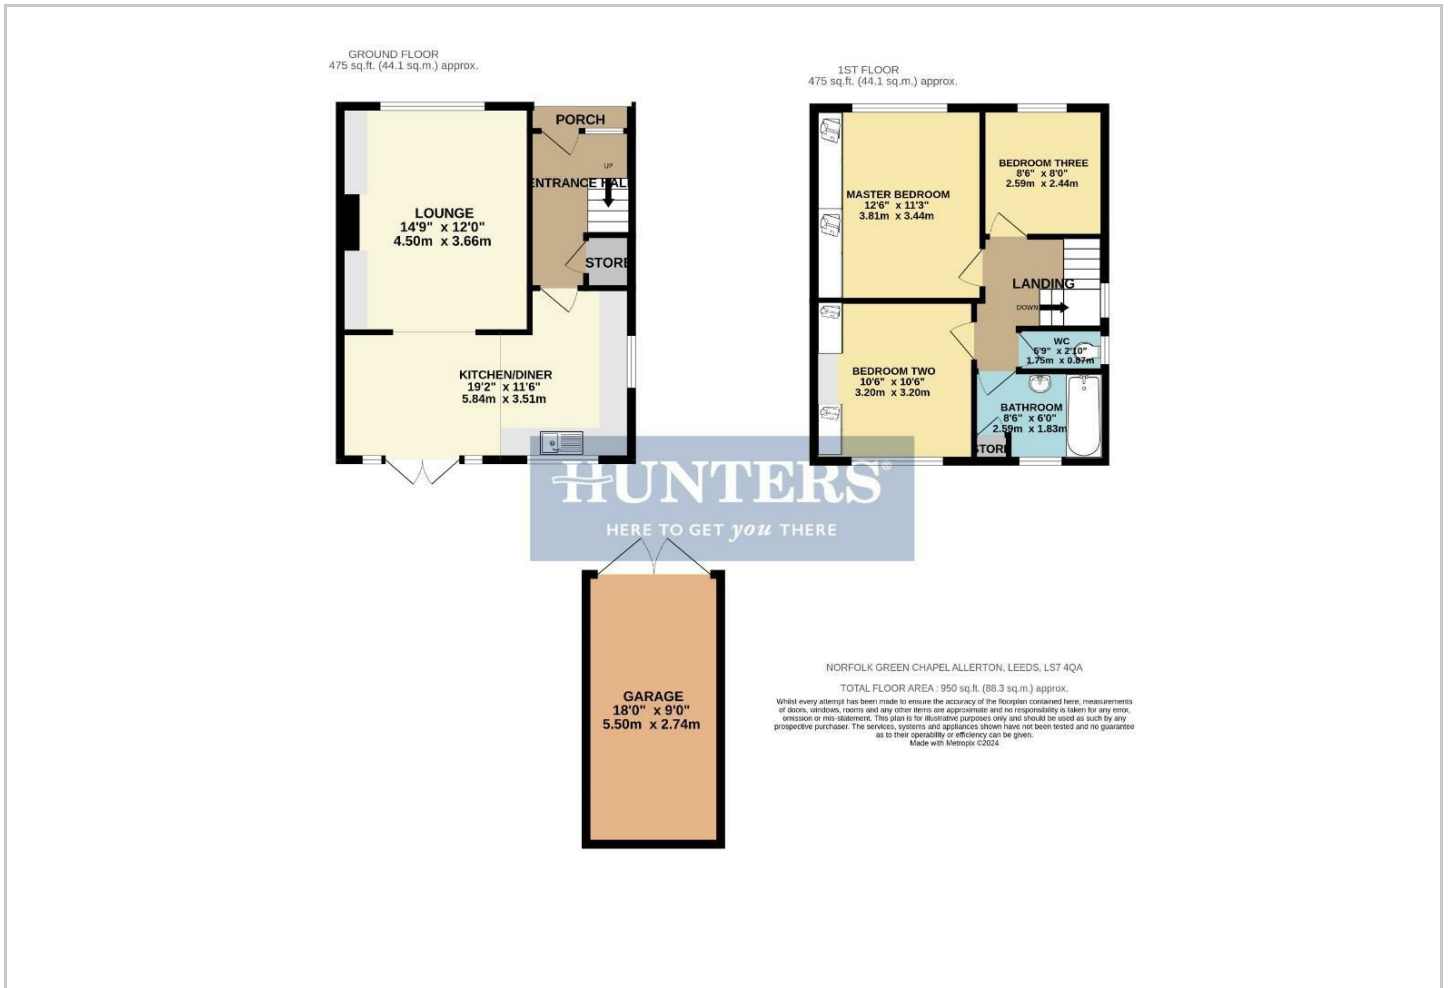 GROUND FLOOR
475 sq.ft. (44.1 sq.m.) approx.
PORCH
UP
ENTRANCE HALL
LOUNGE
14'9" x 12'0"
4.50m x 3.66m
STORE
KITCHEN/DINER
19'2" x 11'6"
5.84m x 3.51m
1ST FLOOR
475 sq.ft. (44.1 sq.m.) approx.
BEDROOM THREE
8'6" x 8'0"
2.59m x 2.44m
MASTER BEDROOM
12'6" x 11'3"
3.81m x 3.44m
LANDING
DOWN
WC
5'9" x 2'10"
1.75m x 0.87m
BEDROOM TWO
10'6" x 10'6"
3.20m x 3.20m
BATHROOM
8'6" x 6'0"
2.59m x 1.83m
STORE
HUNTERS®
HERE TO GET you THERE
GARAGE
18'0" x 9'0"
5.50m x 2.74m
NORFOLK GREEN CHAPEL ALLERTON, LEEDS, LS7 4QA
TOTAL FLOOR AREA : 950 sq.ft. (88.3 sq.m.) approx.
Whilst every attempt has been made to ensure the accuracy of the floorplan contained here, measurements
of doors, windows, rooms and any other items are approximate and no responsibility is taken for any error,
omission or mis-statement. This plan is for illustrative purposes only and should be used as such by any
prospective purchaser. The services, systems and appliances shown have not been tested and no guarantee
as to their operability or efficiency can be given.
Made with Metropix ©2024